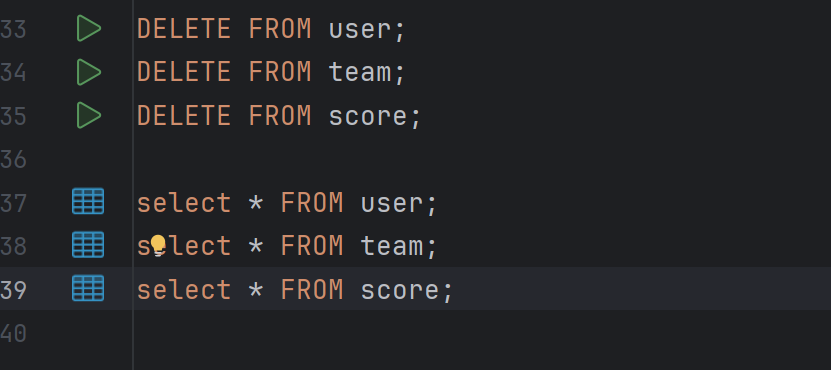 33 DELETE FROM user;
34 DELETE FROM team;
35 DELETE FROM score;
36
37 select * FROM user;
38 select * FROM team;
39 select * FROM score;
40